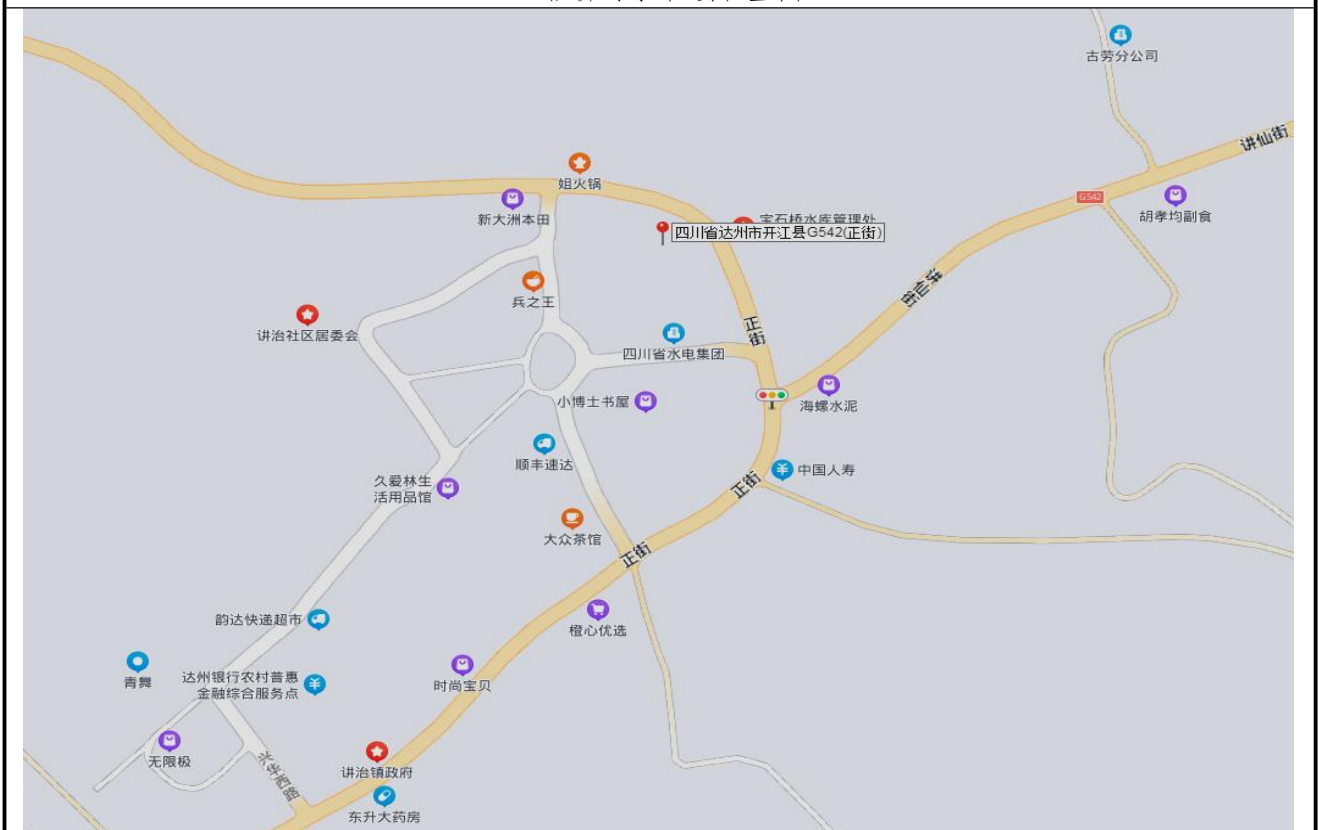 古劳分公司
讲仙街
姐火锅
G542
新大洲本田
胡孝均副食
宝石桥水库管理处
四川省达州市开江县G542(正街)
讲仙街
兵之王
正街
讲治社区居委会
四川省水电集团
小博士书屋
海螺水泥
顺丰速达
中国人寿
久爱林生
活用品馆
正街
大众茶馆
正街
韵达快递超市
橙心优选
青舞
达州银行农村普惠
金融综合服务点
时尚宝贝
无限极
兴华西路
讲治镇政府
东升大药房